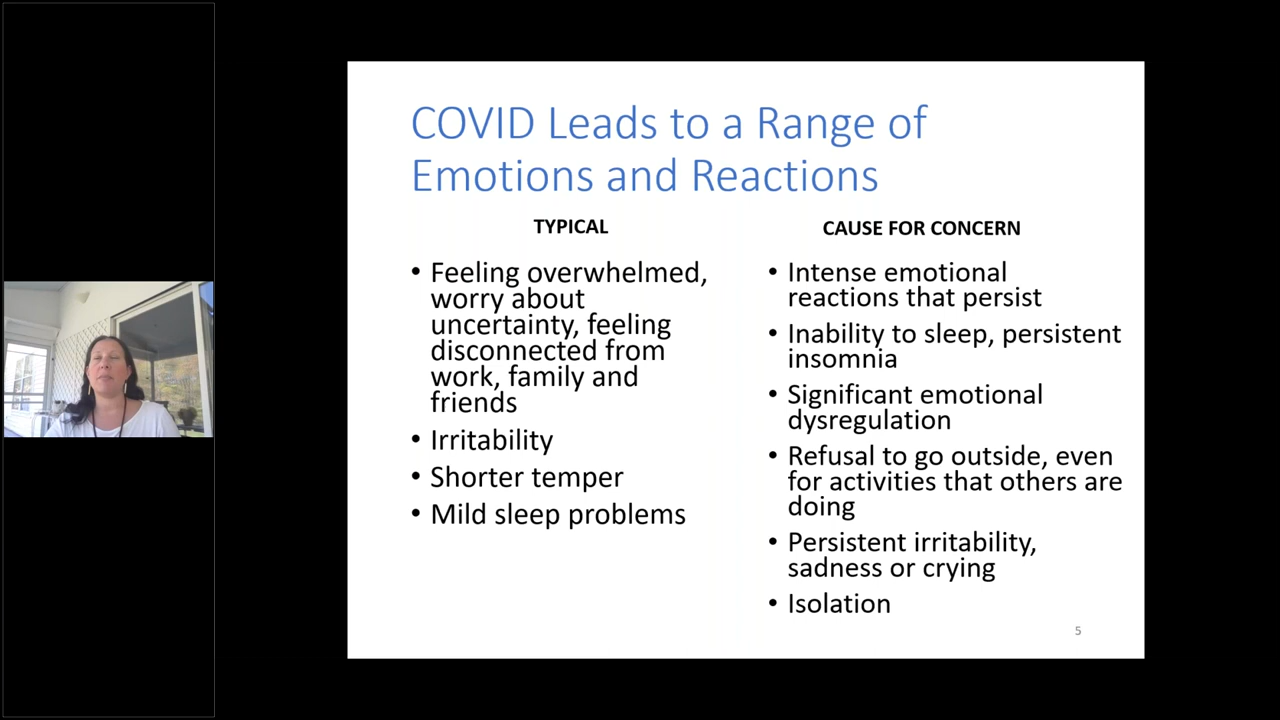 COVID Leads to a Range of
Emotions and Reactions
TYPICAL
• Feeling overwhelmed,
worry about
uncertainty, feeling
disconnected from
work, family and
friends
• Irritability
• Shorter temper
• Mild sleep problems
CAUSE FOR CONCERN
• Intense emotional
reactions that persist
• Inability to sleep, persistent
insomnia
• Significant emotional
dysregulation
• Refusal to go outside, even
for activities that others are
doing
• Persistent irritability,
sadness or crying
• Isolation
5